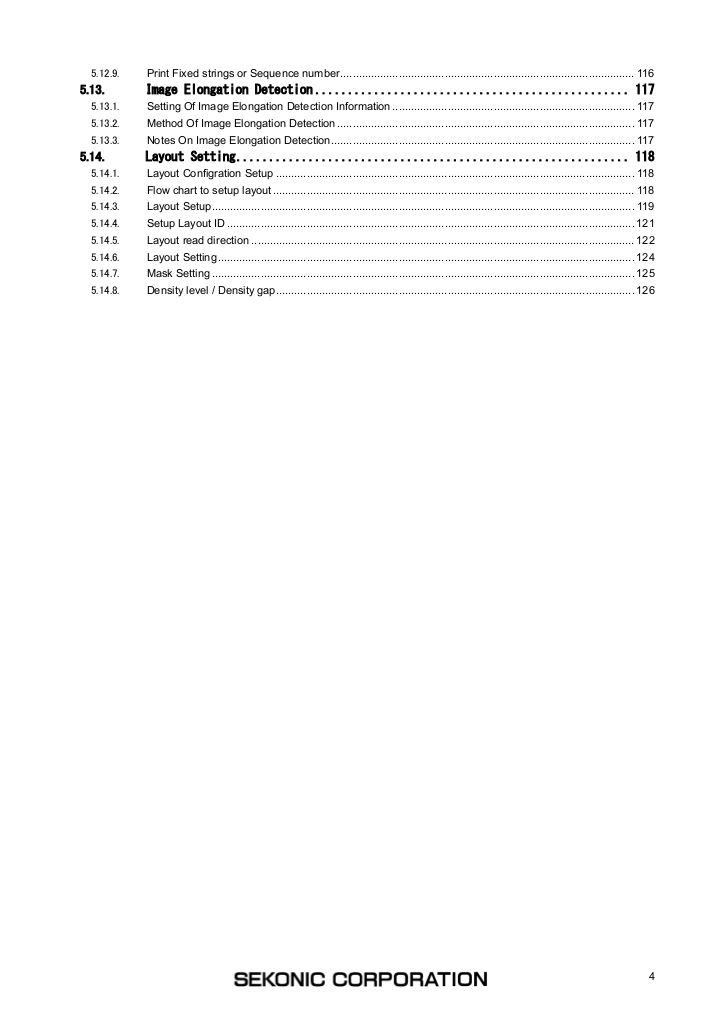 5.12.9. Print Fixed strings or Sequence number................................................................................................ 116
5.13. Image Elongation Detection................................................ 117
5.13.1. Setting Of Image Elongation Detection Information ............................................................................... 117
5.13.2. Method Of Image Elongation Detection ................................................................................................. 117
5.13.3. Notes On Image Elongation Detection................................................................................................... 117
5.14. Layout Setting............................................................ 118
5.14.1. Layout Configration Setup ..................................................................................................................... 118
5.14.2. Flow chart to setup layout ...................................................................................................................... 118
5.14.3. Layout Setup.......................................................................................................................................... 119
5.14.4. Setup Layout ID ..................................................................................................................................... 121
5.14.5. Layout read direction ............................................................................................................................. 122
5.14.6. Layout Setting........................................................................................................................................ 124
5.14.7. Mask Setting .......................................................................................................................................... 125
5.14.8. Density level / Density gap..................................................................................................................... 126
SEKONIC CORPORATION
4